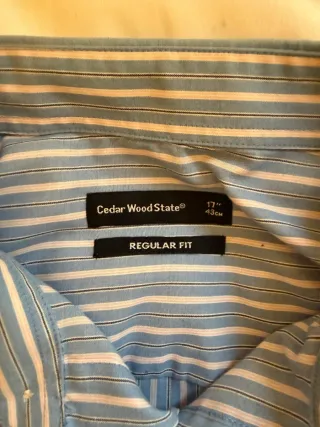 Cedar Wood State® 17"
43CM
REGULAR FIT